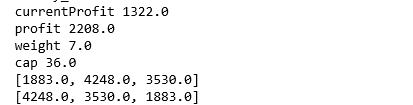 currentProfit 1322.0
profit 2208.0
weight 7.0
cap 36.0
[1883.0, 4248.0, 3530.0]
[4248.0, 3530.0, 1883.0]